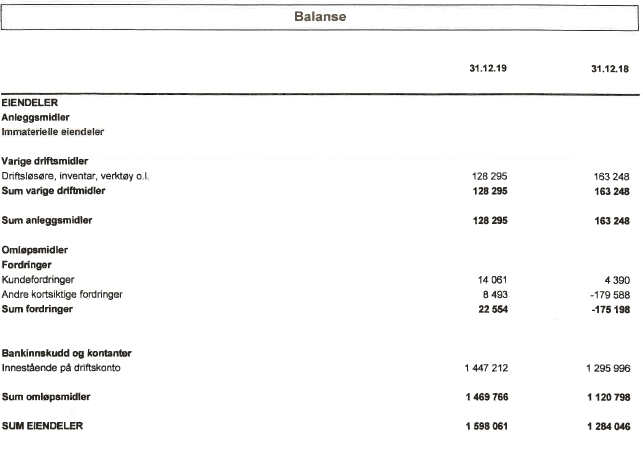 Balanse
31.12.19 31.12.18
EIENDELER
Anleggsmidler
Immaterielle eiendeler
Varige driftsmidler
Driftsløsøre, inventar, verktøy o.l. 128 295 163 248
Sum varige driftmidler 128 295 163 248
Sum anleggsmidler 128 295 163 248
Omløpsmidler
Fordringer
Kundefordringer 14 061 4 390
Andre kortsiktige fordringer 8 493 -179 588
Sum fordringer 22 554 -175 198
Bankinnskudd og kontanter
Innestående på driftskonto 1 447 212 1 295 996
Sum omløpsmidler 1 469 766 1 120 798
SUM EIENDELER 1 598 061 1 284 046